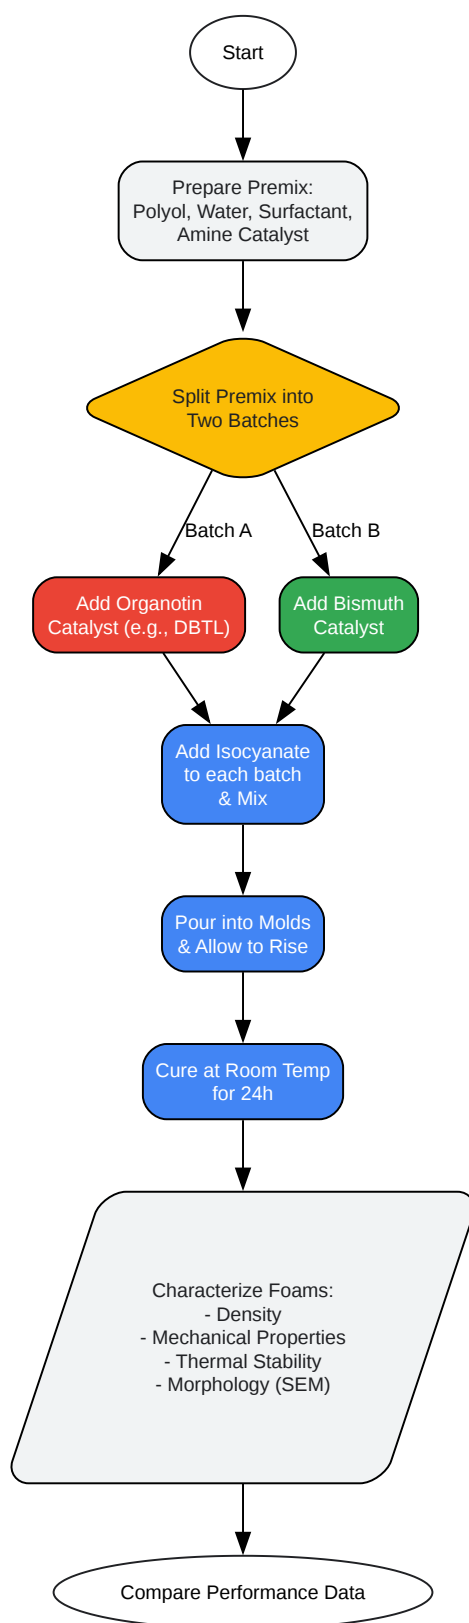 Start
Prepare Premix:
Polyol, Water, Surfactant,
Amine Catalyst
Split Premix into
Two Batches
Batch A
Batch B
Add Organotin
Catalyst (e.g., DBTL)
Add Bismuth
Catalyst
Add Isocyanate
to each batch
& Mix
Pour into Molds
& Allow to Rise
Cure at Room Temp
for 24h
Characterize Foams:
- Density
- Mechanical Properties
- Thermal Stability
- Morphology (SEM)
Compare Performance Data